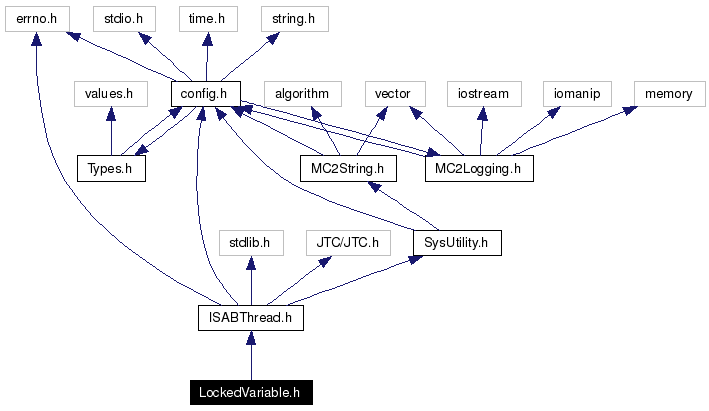 errno.h
stdio.h
time.h
string.h
values.h
config.h
algorithm
vector
iostream
iomanip
memory
Types.h
MC2String.h
MC2Logging.h
stdlib.h
JTC/JTC.h
SysUtility.h
ISABThread.h
LockedVariable.h